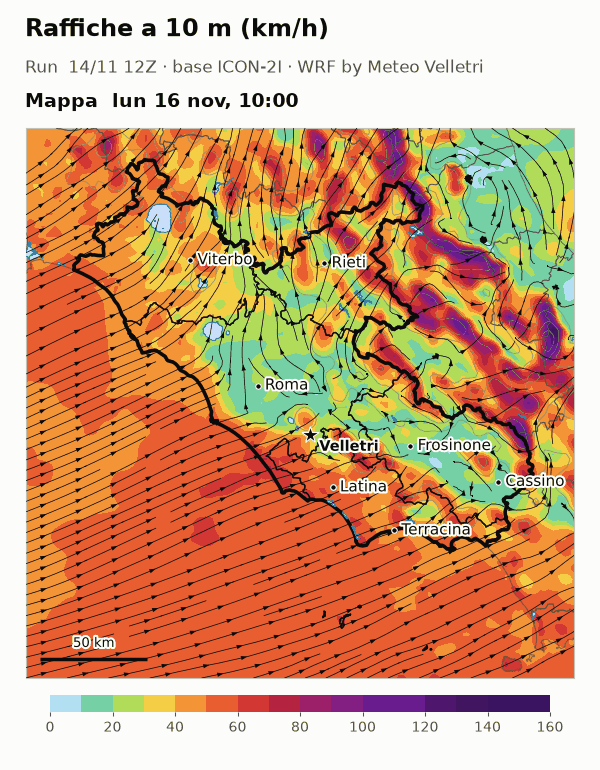 Raffiche a 10 m (km/h)
Run 14/11 12Z · base ICON-2I · WRF by Meteo Velletri
Mappa lun 16 nov, 10:00
Viterbo
Rieti
Roma
Velletri
Frosinone
Cassino
Latina
Terracina
50 km
0 20 40 60 80 100 120 140 160